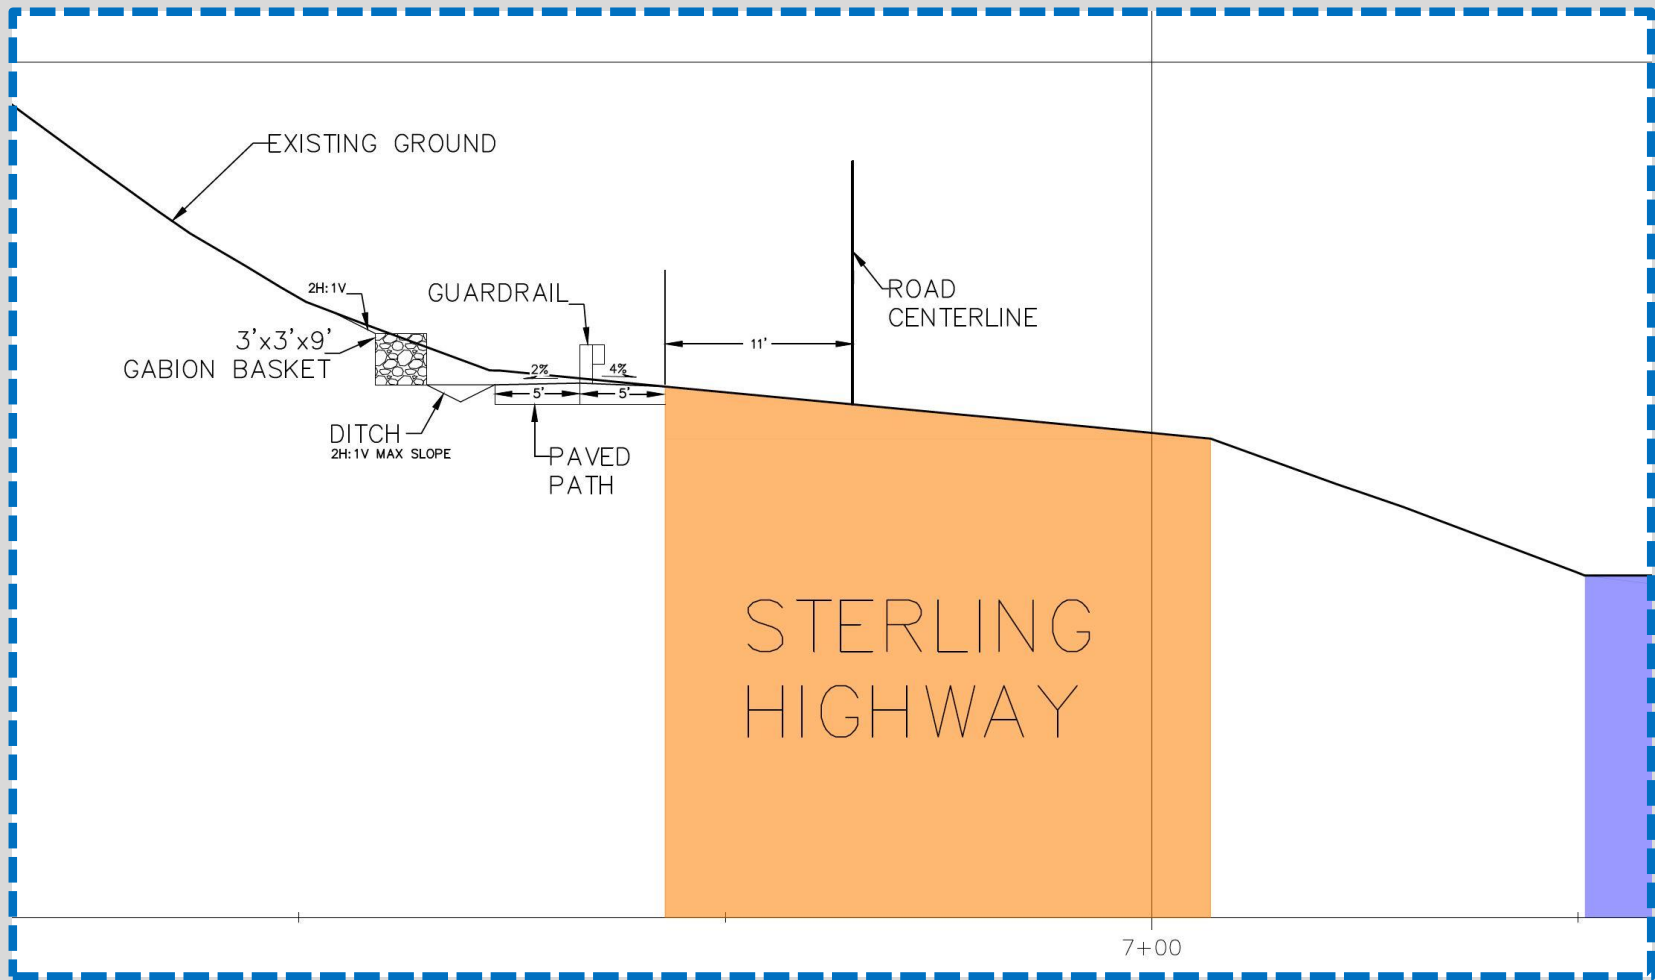 EXISTING GROUND
2H:1V
GUARDRAIL
ROAD
CENTERLINE
3'x3'x9'
GABION BASKET
11'
2%
4%
5'
5'
DITCH
2H:1V MAX SLOPE
PAVED
PATH
STERLING
HIGHWAY
7+00